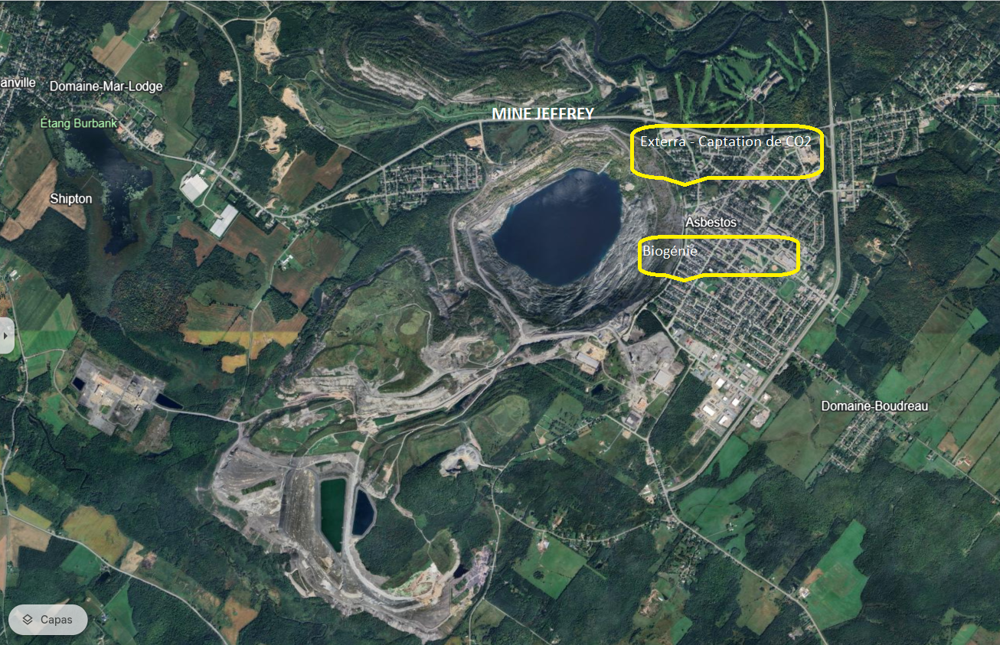 anville
Domaine-Mar-Lodge
MINE JEFFREY
Étang Burbank
Exterra - Captation de CO2
Shipton
Asbestos
Biogénie
Domaine-Boudreau
Capas